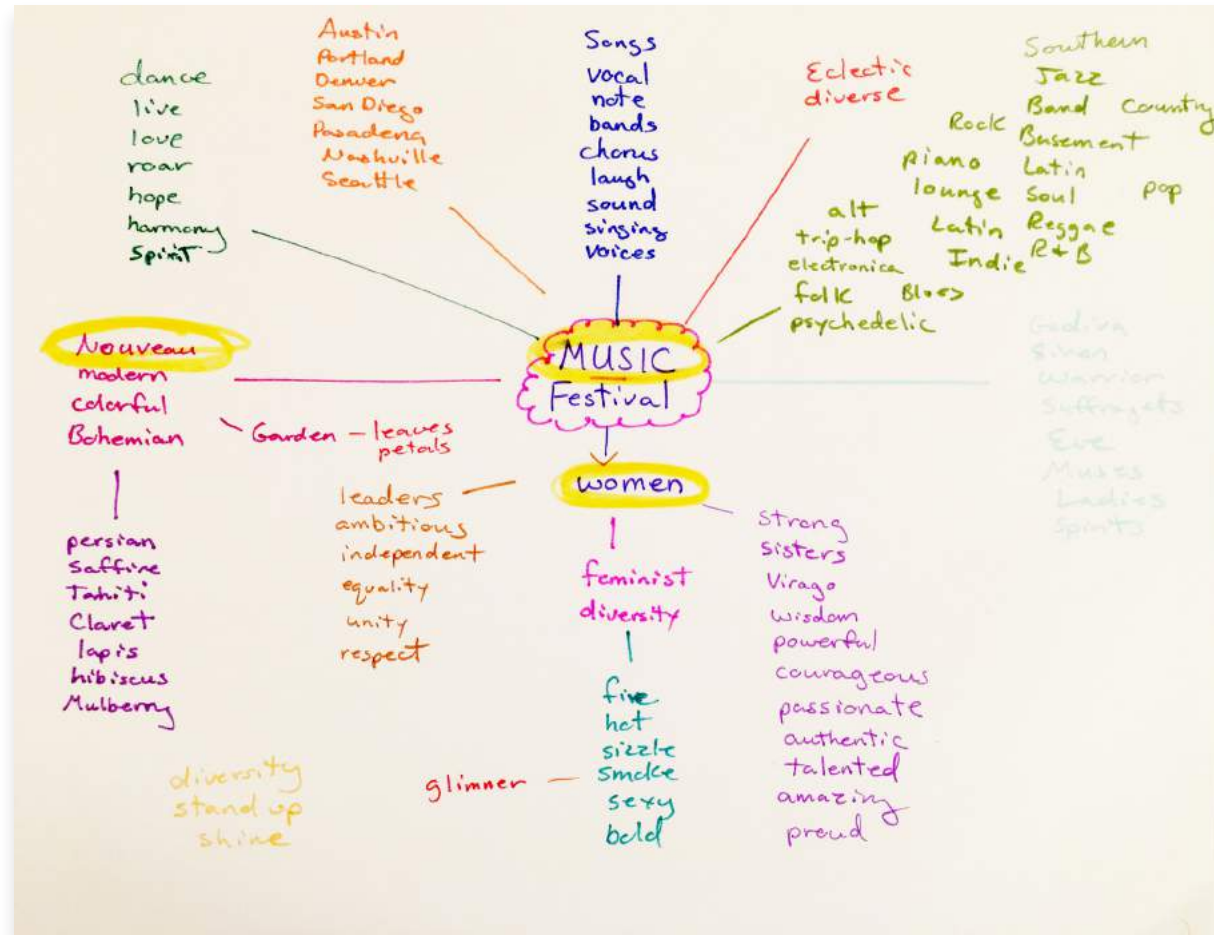 dance
live
love
roar
hope
harmony
Spirit
Austin
Portland
Denver
San Diego
Pasadena
Nashville
Seattle
Songs
vocal
note
bands
chorus
laugh
sound
singing
voices
Eclectic
diverse
Southern
Jazz
Band Country
Rock Basement
piano Latin
lounge Soul pop
alt Latin Reggae
trip-hop Indie R+B
electronica
folk Blues
psychedelic
MUSIC
Festival
Nouveau
modern
colorful
Bohemian
Garden – leaves
petals
persian
Saffire
Tahiti
Claret
lapis
hibiscus
Mulberry
women
leaders
ambitious
independent
equality
unity
respect
feminist
diversity
fire
hot
sizzle
smoke
sexy
bold
glimner
strong
sisters
Virago
wisdom
powerful
courageous
passionate
authentic
talented
amazing
proud
Godiva
Siren
Warrior
Suffragets
Eve
Muses
Ladies
Spirits
diversity
stand up
shine